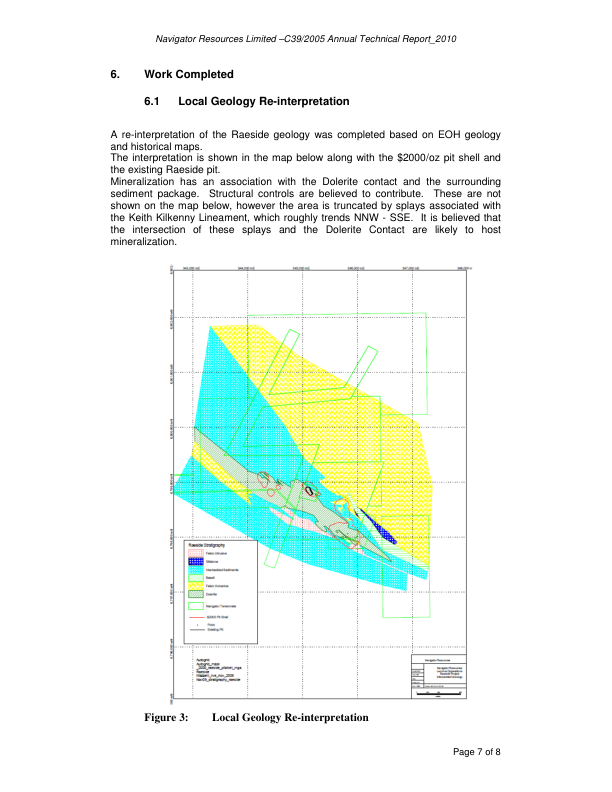 Navigator Resources Limited –C39/2005 Annual Technical Report_2010
6. Work Completed
6.1 Local Geology Re-interpretation
A re-interpretation of the Raeside geology was completed based on EOH geology
and historical maps.
The interpretation is shown in the map below along with the $2000/oz pit shell and
the existing Raeside pit.
Mineralization has an association with the Dolerite contact and the surrounding
sediment package. Structural controls are believed to contribute. These are not
shown on the map below, however the area is truncated by splays associated with
the Keith Kilkenny Lineament, which roughly trends NNW - SSE. It is believed that
the intersection of these splays and the Dolerite Contact are likely to host
mineralization.
Raeside Stratigraphy
Felsic Intrusive
Interbedded Sediments
Basalt
Felsic Volcanics
Dolerite
Navigator Tenements
$2000 Pit Shell
Existing Pit
Navigator Resources
Figure 3: Local Geology Re-interpretation
Page 7 of 8